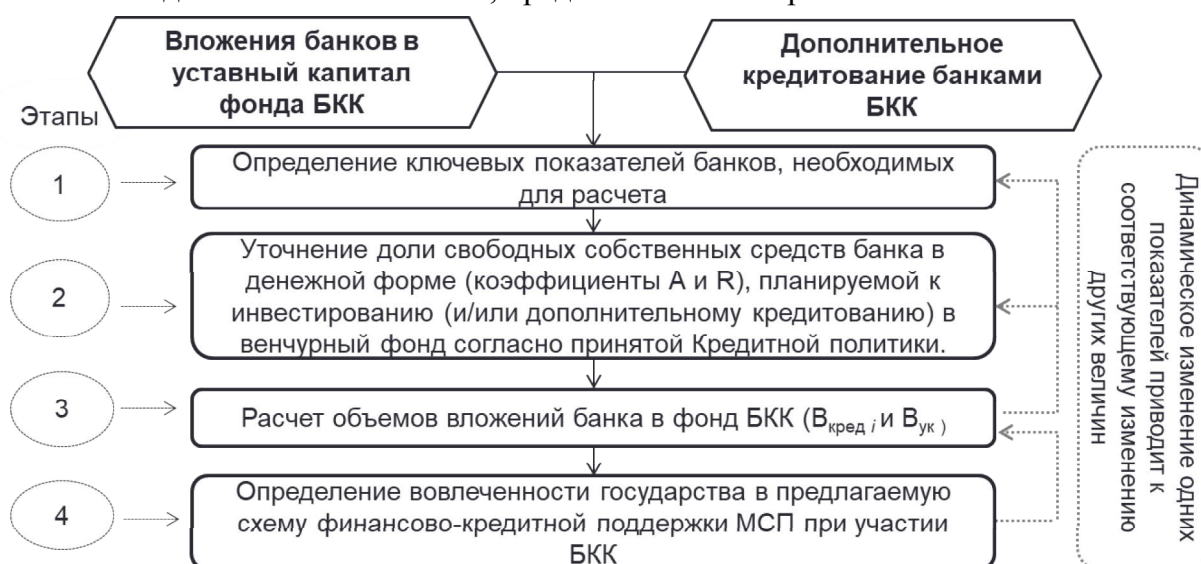 Вложения банков в
уставный капитал
фонда БКК
Дополнительное
кредитование банками
БКК
Этапы
1
Определение ключевых показателей банков, необходимых
для расчета
2
Уточнение доли свободных собственных средств банка в
денежной форме (коэффициенты A и R), планируемой к
инвестированию (и/или дополнительному кредитованию) в
венчурный фонд согласно принятой Кредитной политики.
3
Расчет объемов вложений банка в фонд БКК (Вкред i и Вук )
4
Определение вовлеченности государства в предлагаемую
схему финансово-кредитной поддержки МСП при участии
БКК
Динамическое изменение одних
показателей приводит к
соответствующему изменению
других величин